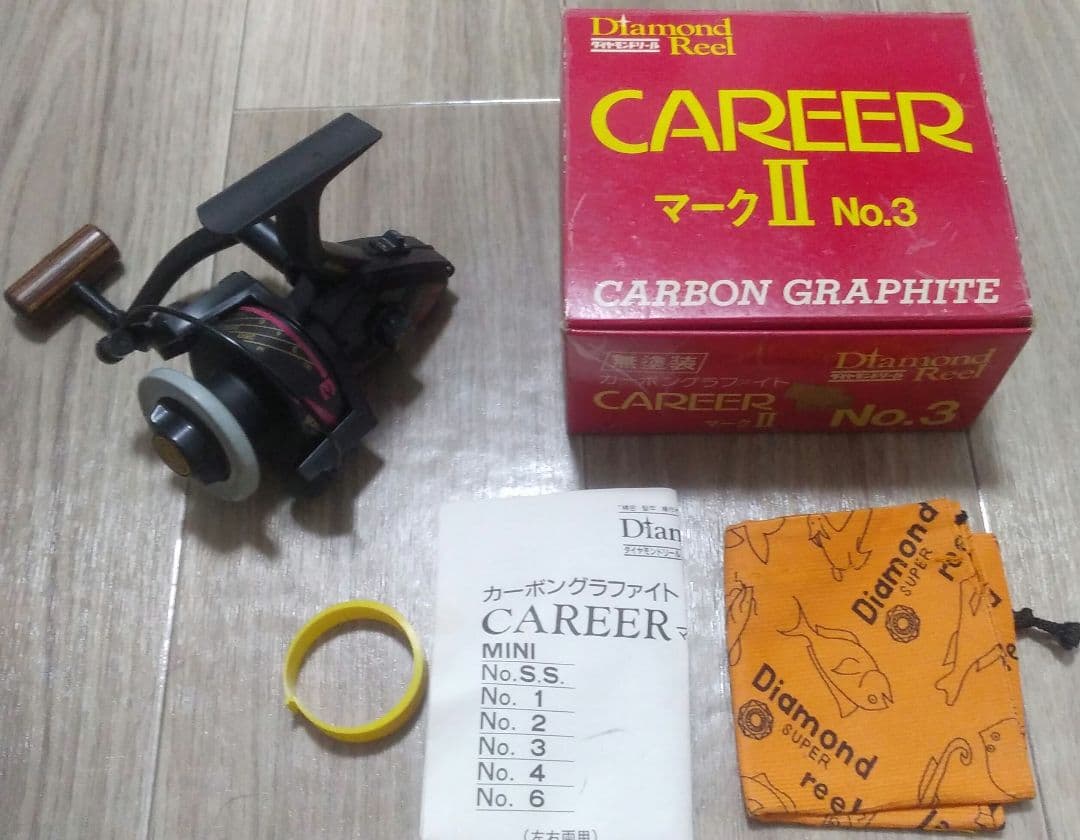 Diamond
Reel
ダイヤモンドリール
CAREER
マークII No.3
CARBON GRAPHITE
無塗装
カーボングラファイト
CAREER
マークII
Diamond
Reel
ダイヤモンドリール
No.3
3
Dian
ダイヤモンドリール
カーボングラファイト
CAREER マ
MINI
No.S.S.
No. 1
No. 2
No. 3
No. 4
No. 6
(左右両用)
Diamond
SUPER
reel
Diamond
SUPER
reel